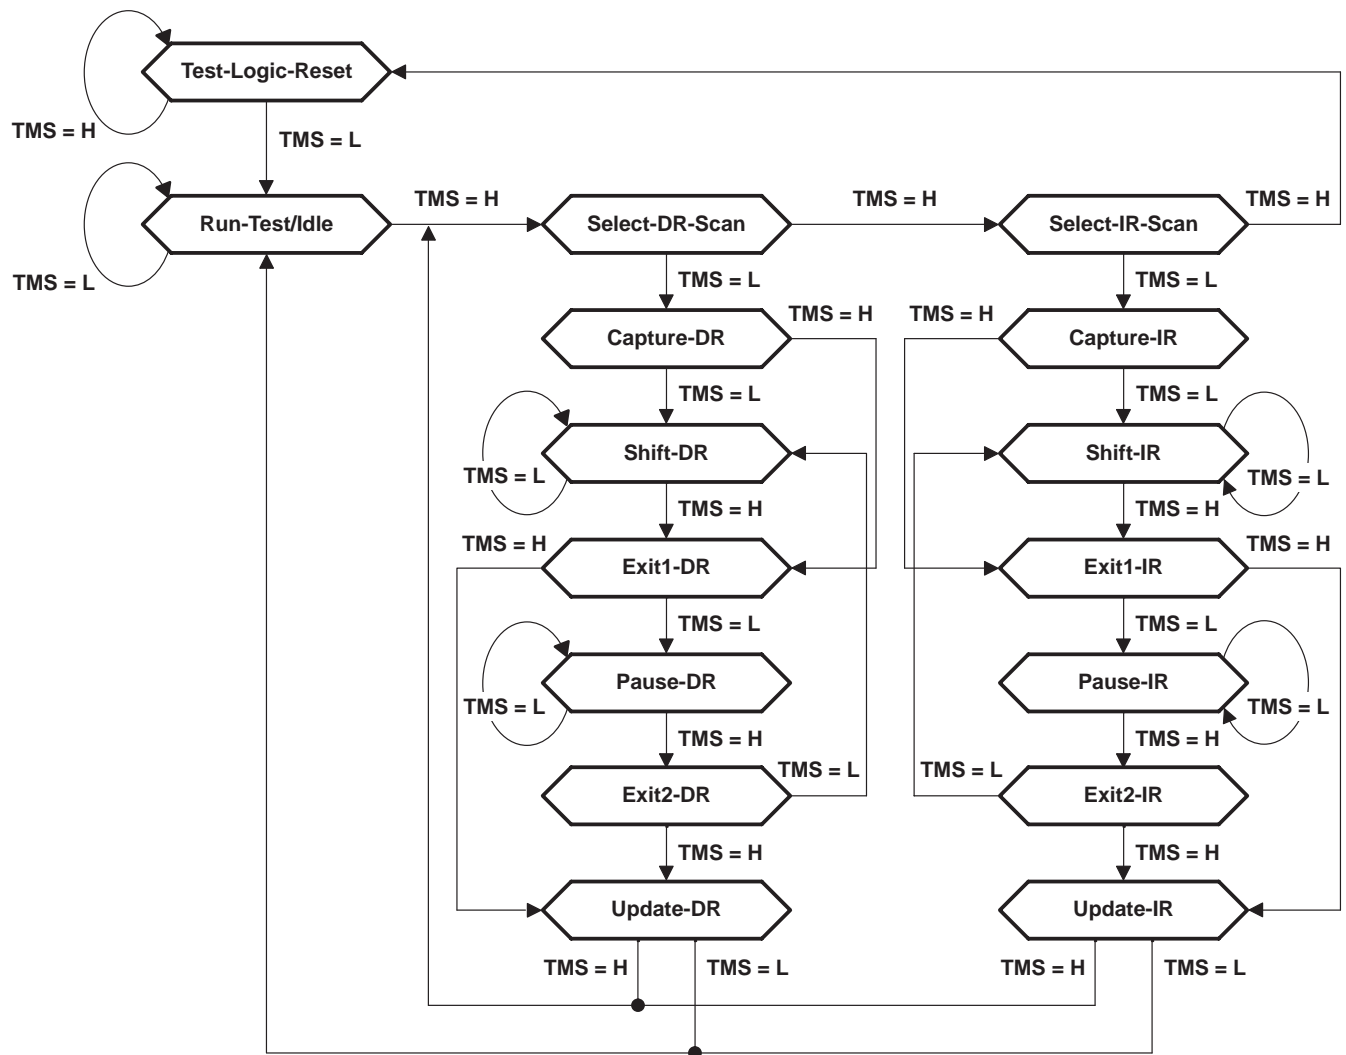 Test-Logic-Reset
TMS = H
TMS = L
TMS = H
TMS = H
TMS = H
Run-Test/Idle
Select-DR-Scan
Select-IR-Scan
TMS = L
TMS = L
TMS = L
TMS = H
TMS = H
Capture-DR
Capture-IR
TMS = L
TMS = L
Shift-DR
Shift-IR
TMS = L
TMS = L
TMS = H
TMS = H
TMS = H
TMS = H
Exit1-DR
Exit1-IR
TMS = L
TMS = L
Pause-DR
Pause-IR
TMS = L
TMS = L
TMS = H
TMS = H
TMS = L
TMS = L
Exit2-DR
Exit2-IR
TMS = H
TMS = H
Update-DR
Update-IR
TMS = H
TMS = L
TMS = H
TMS = L